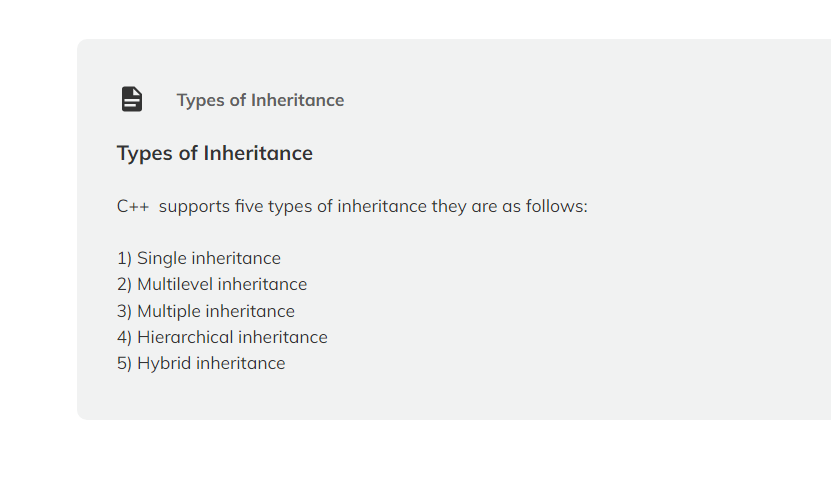 Types of Inheritance
Types of Inheritance
C++  supports five types of inheritance they are as follows:
1) Single inheritance
2) Multilevel inheritance
3) Multiple inheritance
4) Hierarchical inheritance
5) Hybrid inheritance